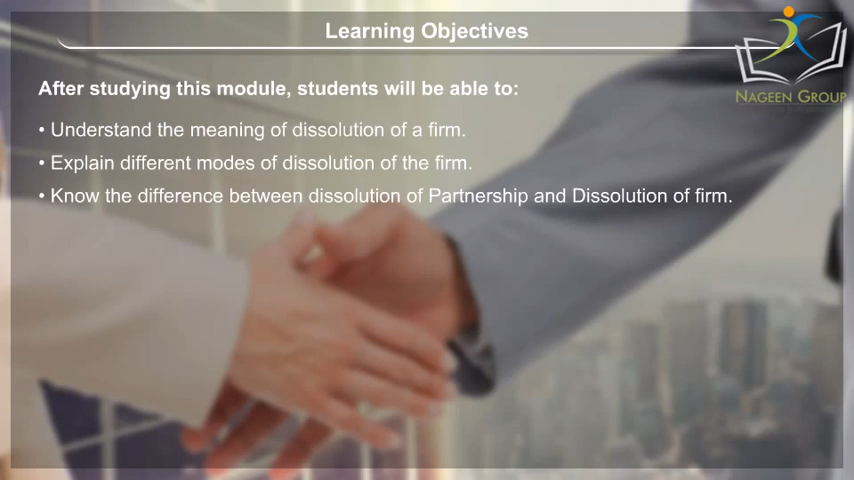 Learning Objectives
NAGEEN GROUP
After studying this module, students will be able to:
• Understand the meaning of dissolution of a firm.
• Explain different modes of dissolution of the firm.
• Know the difference between dissolution of Partnership and Dissolution of firm.